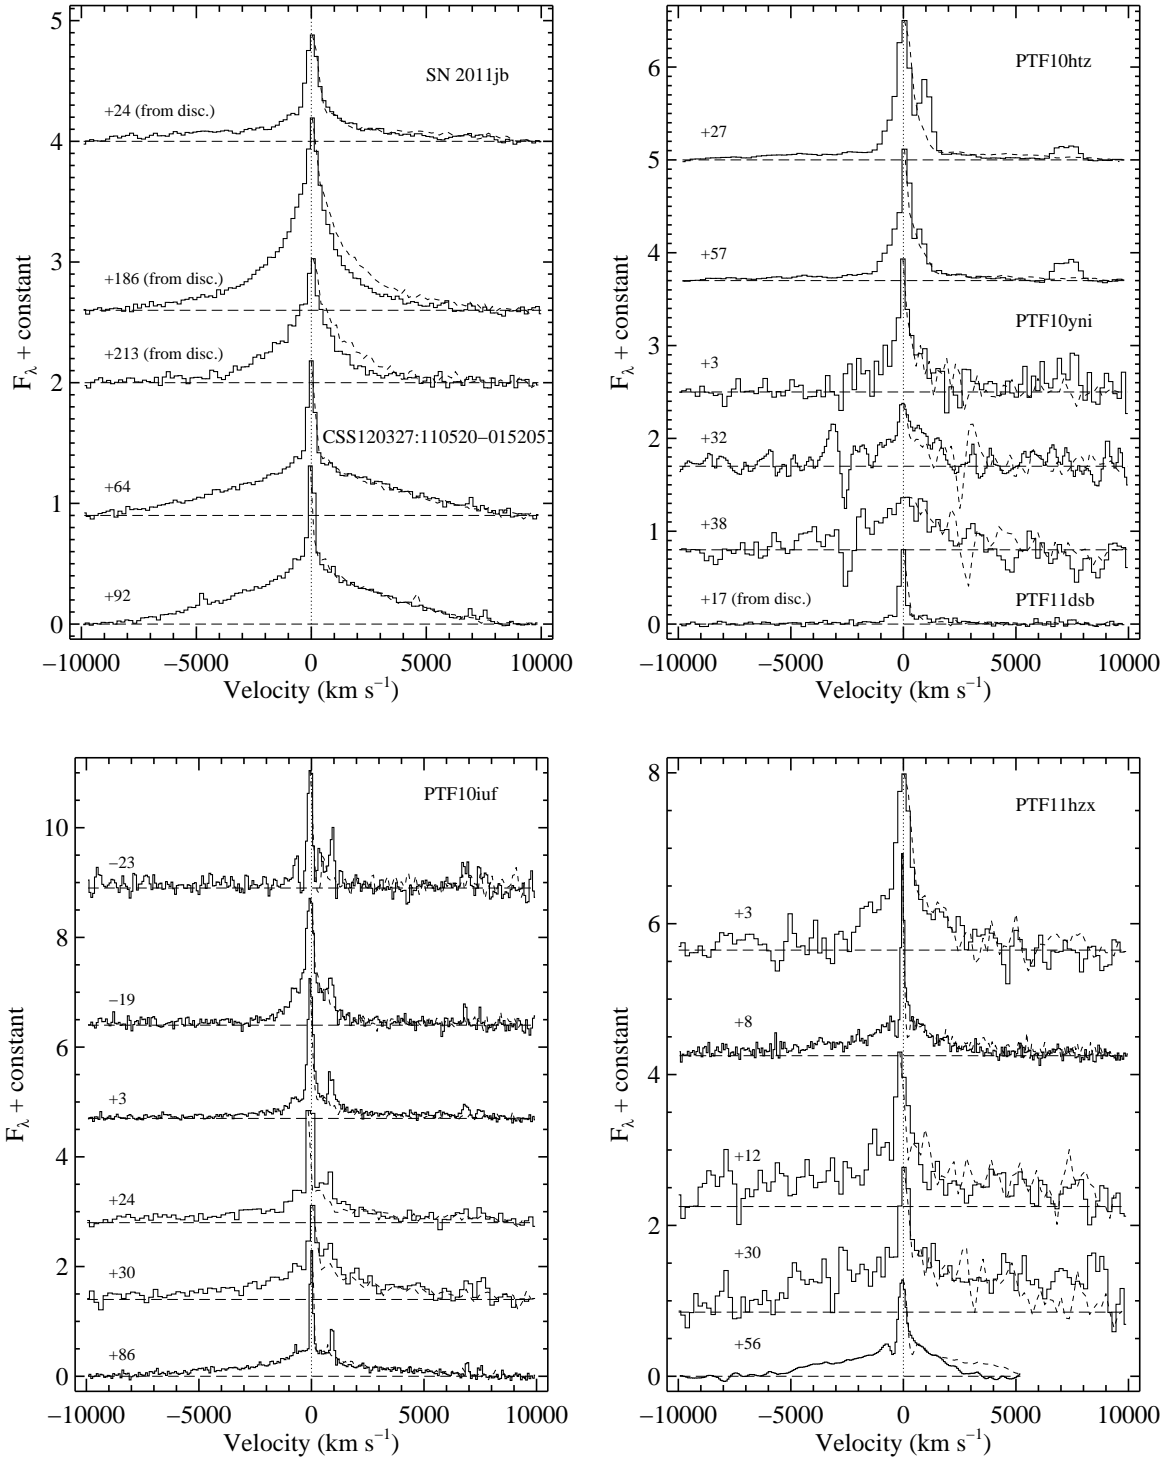 5
4
3
2
1
0
F_λ + constant
SN 2011jb
+24 (from disc.)
+186 (from disc.)
+213 (from disc.)
CSS120327:110520−015205
+64
+92
−10000 −5000 0 5000 10000
Velocity (km s⁻¹)
6
5
4
3
2
1
0
F_λ + constant
PTF10htz
+27
+57
PTF10yni
+3
+32
+38
+17 (from disc.)
PTF11dsb
−10000 −5000 0 5000 10000
Velocity (km s⁻¹)
10
8
6
4
2
0
F_λ + constant
PTF10iuf
−23
−19
+3
+24
+30
+86
−10000 −5000 0 5000 10000
Velocity (km s⁻¹)
8
6
4
2
0
F_λ + constant
PTF11hzx
+3
+8
+12
+30
+56
−10000 −5000 0 5000 10000
Velocity (km s⁻¹)